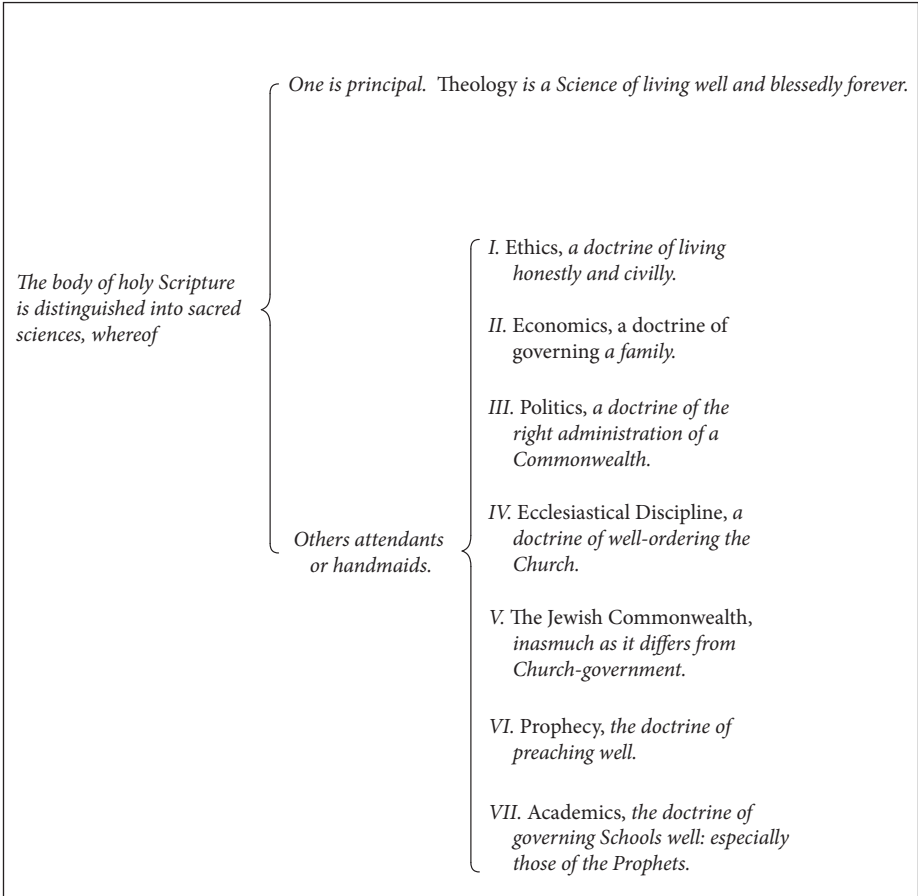 One is principal. Theology is a Science of living well and blessedly forever.
The body of holy Scripture
is distinguished into sacred
sciences, whereof
Others attendants
or handmaids.
I. Ethics, a doctrine of living
honestly and civilly.
II. Economics, a doctrine of
governing a family.
III. Politics, a doctrine of the
right administration of a
Commonwealth.
IV. Ecclesiastical Discipline, a
doctrine of well-ordering the
Church.
V. The Jewish Commonwealth,
inasmuch as it differs from
Church-government.
VI. Prophecy, the doctrine of
preaching well.
VII. Academics, the doctrine of
governing Schools well: especially
those of the Prophets.